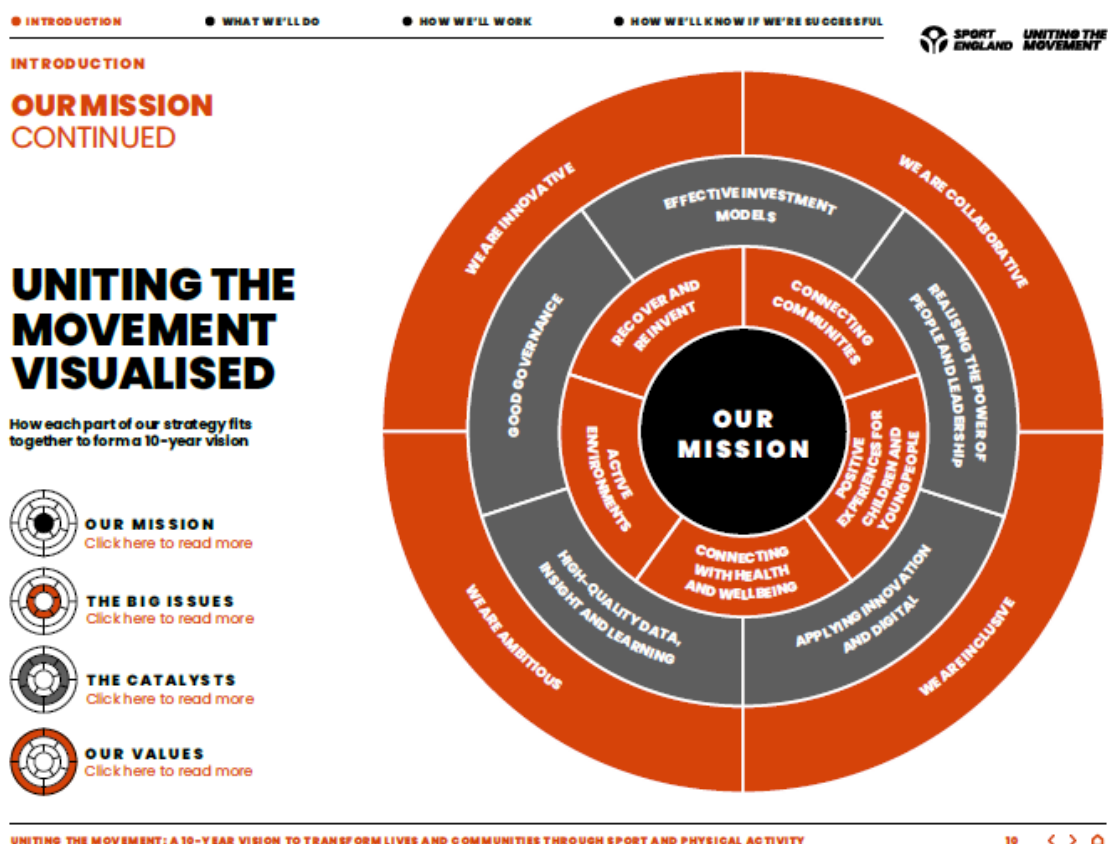 INTRODUCTION
WHAT WE'LL DO
HOW WE'LL WORK
HOW WE'LL KNOW IF WE'RE SUCCESSFUL
SPORT
ENGLAND
UNITING THE
MOVEMENT
INTRODUCTION
OUR MISSION
CONTINUED
UNITING THE
MOVEMENT
VISUALISED
How each part of our strategy fits
together to form a 10-year vision
OUR MISSION
Click here to read more
THE BIG ISSUES
Click here to read more
THE CATALYSTS
Click here to read more
OUR VALUES
Click here to read more
WE ARE INNOVATIVE
WE ARE COLLABORATIVE
WE ARE INCLUSIVE
WE ARE AMBITIOUS
EFFECTIVE INVESTMENT
MODELS
REALISING THE POWER OF
PEOPLE AND LEADERSHIP
APPLYING INNOVATION
AND DIGITAL
HIGH-QUALITY DATA,
INSIGHT AND LEARNING
GOOD GOVERNANCE
RECOVER AND
REINVENT
CONNECTING
COMMUNITIES
POSITIVE
EXPERIENCES FOR
CHILDREN AND
YOUNG PEOPLE
CONNECTING
WITH HEALTH
AND WELLBEING
ACTIVE
ENVIRONMENTS
OUR
MISSION
UNITING THE MOVEMENT: A 10-YEAR VISION TO TRANSFORM LIVES AND COMMUNITIES THROUGH SPORT AND PHYSICAL ACTIVITY
10